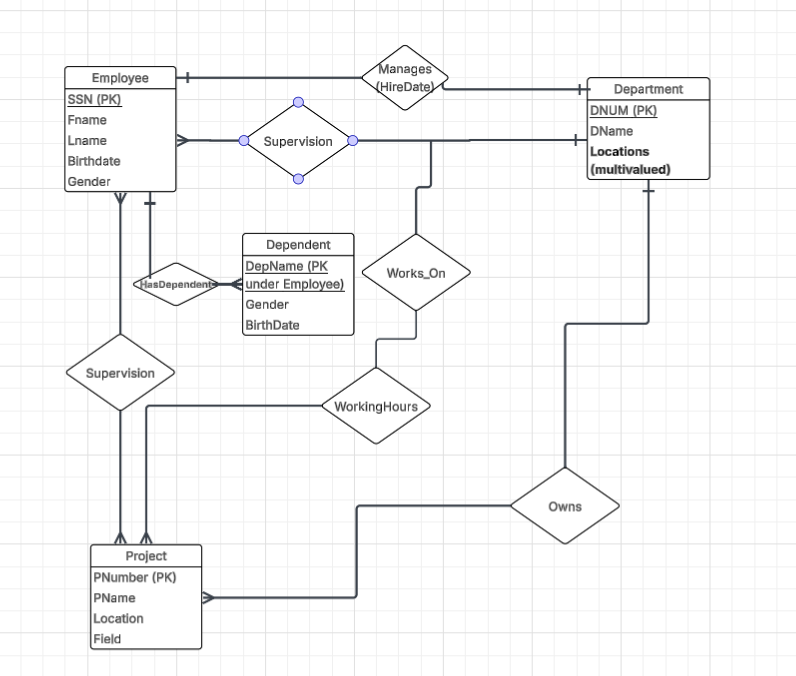 Manages
(HireDate)
Employee
SSN (PK)
Fname
Lname
Birthdate
Gender
Department
DNUM (PK)
DName
Locations
(multivalued)
Supervision
Dependent
DepName (PK
under Employee)
Gender
BirthDate
HasDependent
Works_On
Supervision
WorkingHours
Owns
Project
PNumber (PK)
PName
Location
Field